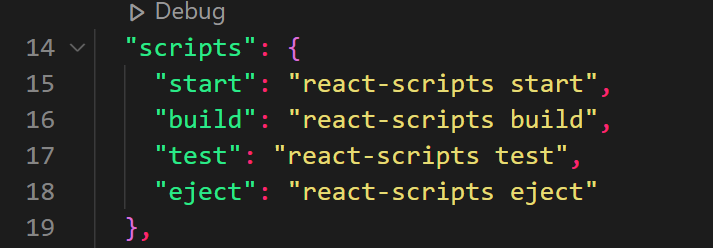 Debug
14 "scripts": {
15 "start": "react-scripts start",
16 "build": "react-scripts build",
17 "test": "react-scripts test",
18 "eject": "react-scripts eject"
19 },